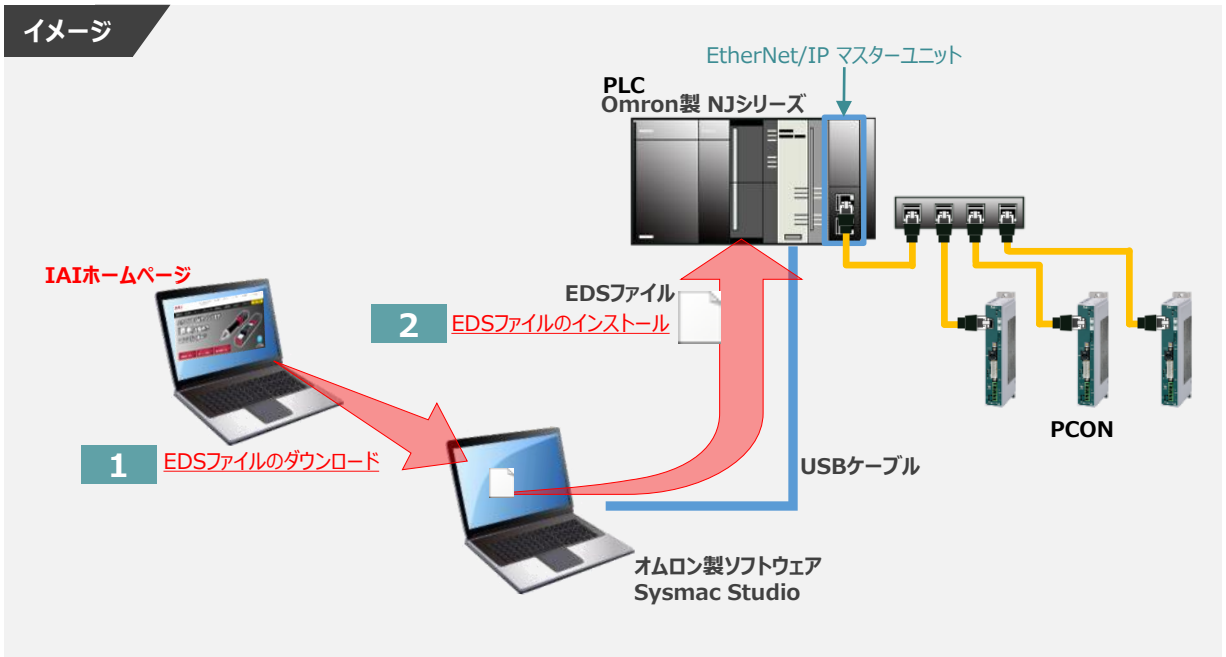 イメージ
EtherNet/IP マスターユニット
PLC
Omron製 NJシリーズ
IAIホームページ
EDSファイル
2
EDSファイルのインストール
1
EDSファイルのダウンロード
PCON
USBケーブル
オムロン製ソフトウェア
Sysmac Studio